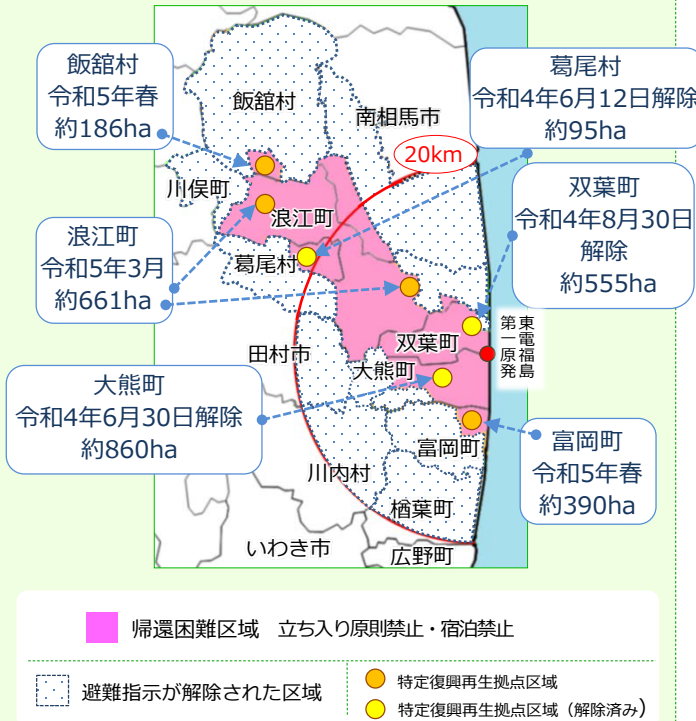 飯舘村
令和5年春
約186ha
葛尾村
令和4年6月12日解除
約95ha
飯舘村
南相馬市
20km
川俣町
浪江町
双葉町
令和4年8月30日
解除
約555ha
浪江町
令和5年3月
約661ha
葛尾村
田村市
双葉町
東電福島
第一原発
大熊町
大熊町
令和4年6月30日解除
約860ha
富岡町
富岡町
令和5年春
約390ha
川内村
楢葉町
いわき市
広野町
帰還困難区域 立ち入り原則禁止・宿泊禁止
避難指示が解除された区域
特定復興再生拠点区域
特定復興再生拠点区域（解除済み）